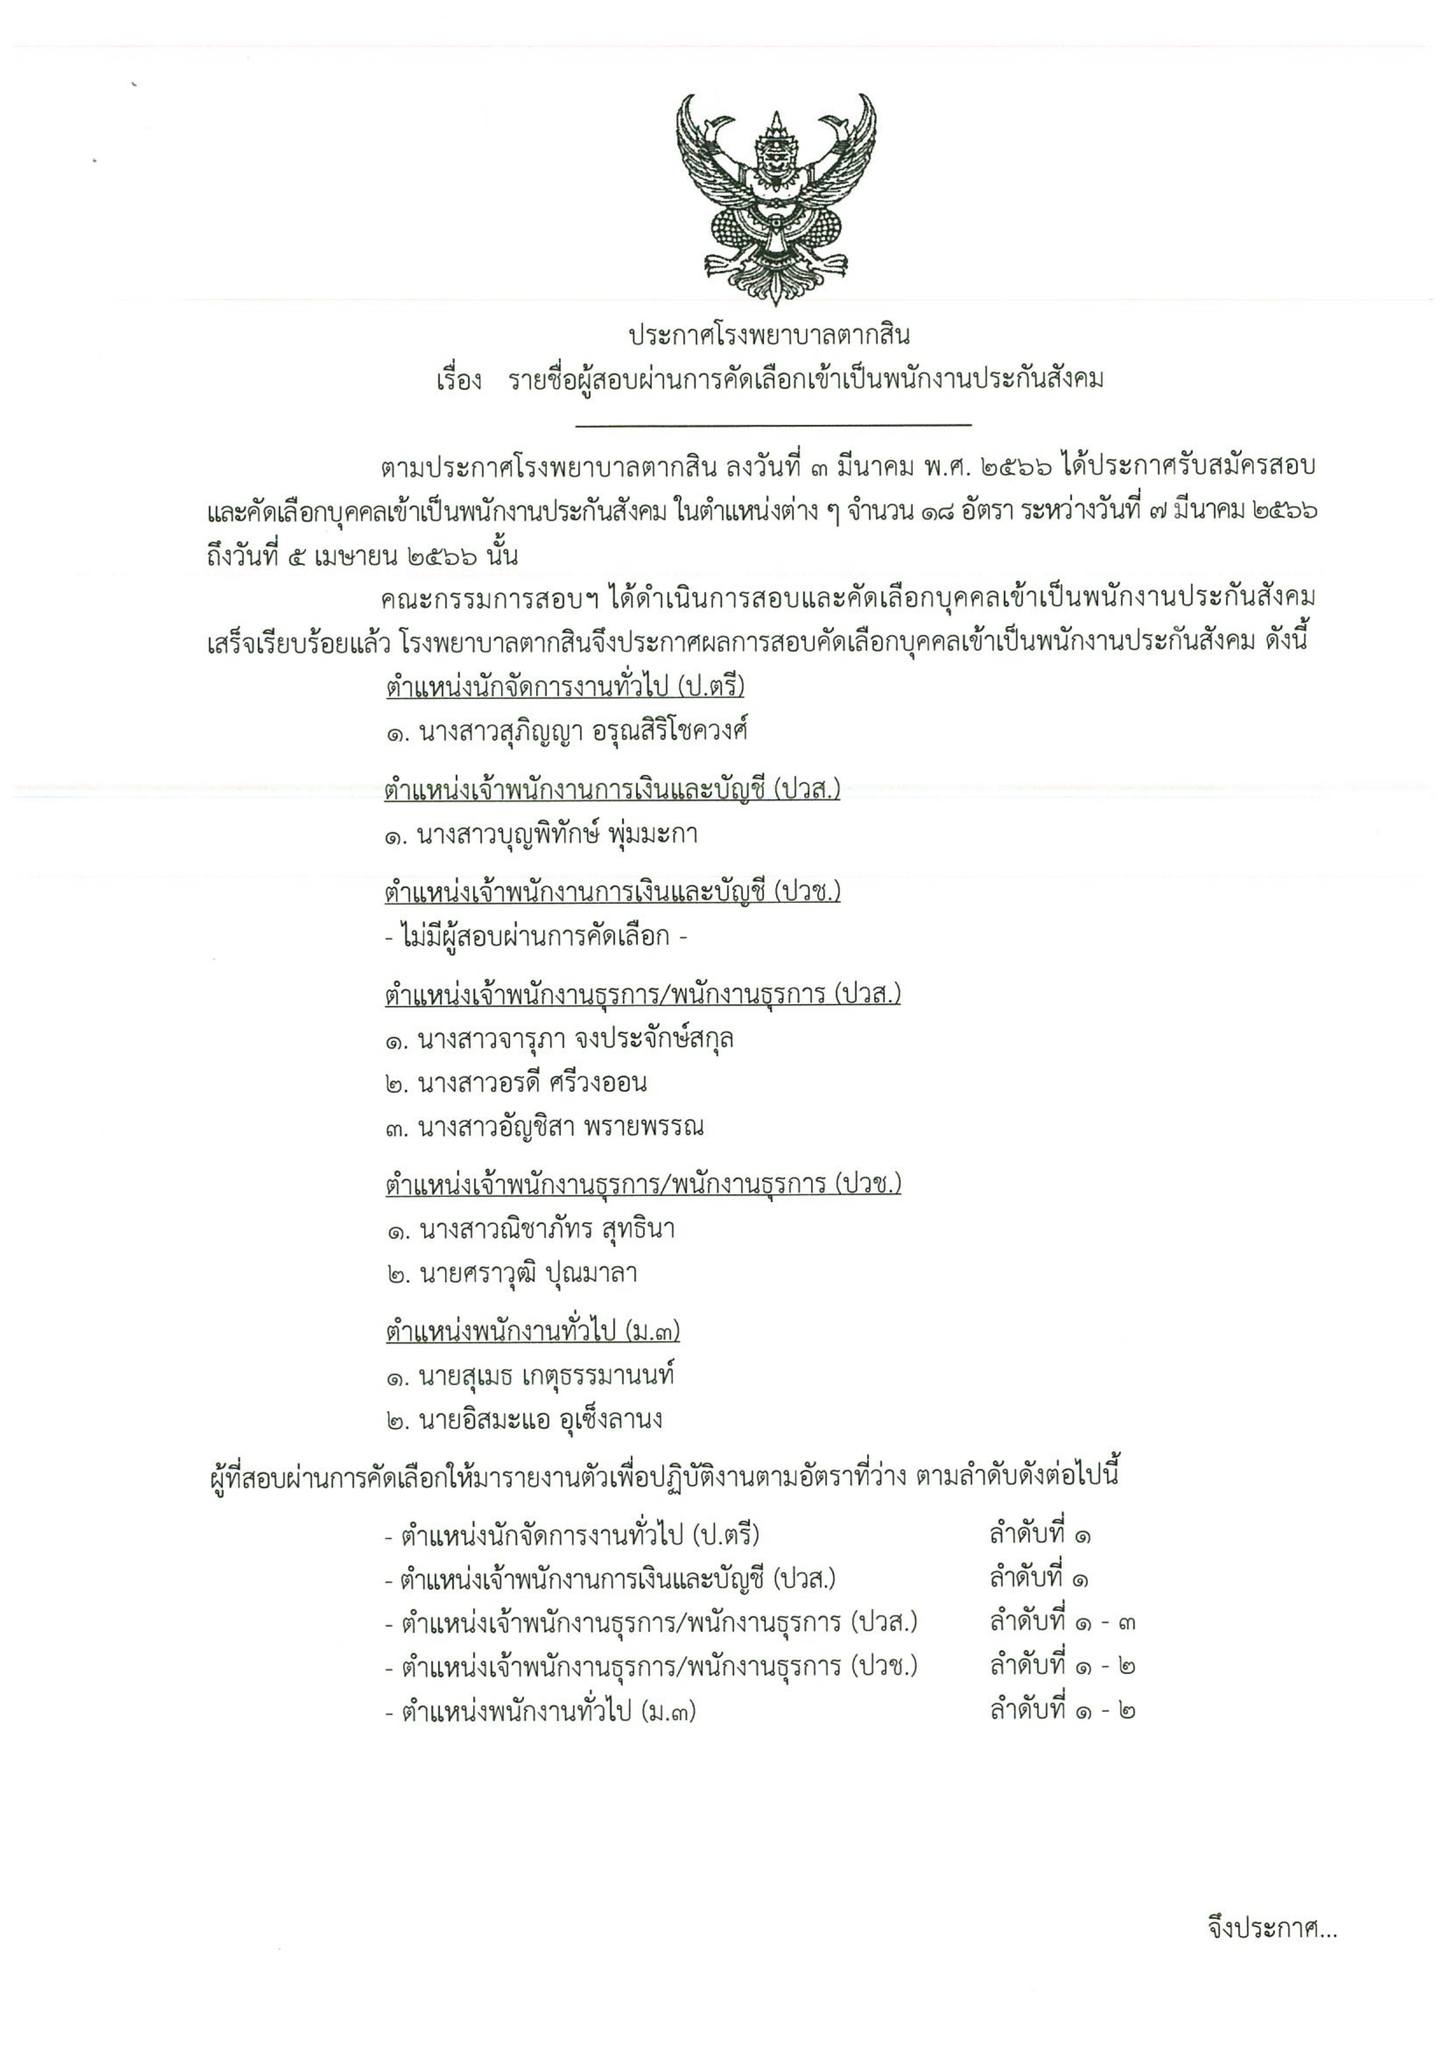 ประกาศโรงพยาบาลตากสิน
เรื่อง รายชื่อผู้สอบผ่านการคัดเลือกเข้าเป็นพนักงานประกันสังคม
ตามประกาศโรงพยาบาลตากสิน ลงวันที่ ๓ มีนาคม พ.ศ. ๒๕๖๖ ได้ประกาศรับสมัครสอบ
และคัดเลือกบุคคลเข้าเป็นพนักงานประกันสังคม ในตำแหน่งต่าง ๆ จำนวน ๑๘ อัตรา ระหว่างวันที่ ๗ มีนาคม ๒๕๖๖
ถึงวันที่ ๕ เมษายน ๒๕๖๖ นั้น
คณะกรรมการสอบฯ ได้ดำเนินการสอบและคัดเลือกบุคคลเข้าเป็นพนักงานประกันสังคม
เสร็จเรียบร้อยแล้ว โรงพยาบาลตากสินจึงประกาศผลการสอบคัดเลือกบุคคลเข้าเป็นพนักงานประกันสังคม ดังนี้
ตำแหน่งนักจัดการงานทั่วไป (ป.ตรี)
๑. นางสาวสุภิญญา อรุณสิริโชควงศ์
ตำแหน่งเจ้าพนักงานการเงินและบัญชี (ปวส.)
๑. นางสาวบุญพิทักษ์ พุ่มมะกา
ตำแหน่งเจ้าพนักงานการเงินและบัญชี (ปวช.)
- ไม่มีผู้สอบผ่านการคัดเลือก -
ตำแหน่งเจ้าพนักงานธุรการ/พนักงานธุรการ (ปวส.)
๑. นางสาวจารุภา จงประจักษ์สกุล
๒. นางสาวอรดี ศรีวงออน
๓. นางสาวอัญชิสา พรายพรรณ
ตำแหน่งเจ้าพนักงานธุรการ/พนักงานธุรการ (ปวช.)
๑. นางสาวณิชาภัทร สุทธินา
๒. นายศราวุฒิ ปุณมาลา
ตำแหน่งพนักงานทั่วไป (ม.๓)
๑. นายสุเมธ เกตุธรรมานนท์
๒. นายอิสมะแอ อุเซ็งลานง
ผู้ที่สอบผ่านการคัดเลือกให้มารายงานตัวเพื่อปฏิบัติงานตามอัตราที่ว่าง ตามลำดับดังต่อไปนี้
- ตำแหน่งนักจัดการงานทั่วไป (ป.ตรี) ลำดับที่ ๑
- ตำแหน่งเจ้าพนักงานการเงินและบัญชี (ปวส.) ลำดับที่ ๑
- ตำแหน่งเจ้าพนักงานธุรการ/พนักงานธุรการ (ปวส.) ลำดับที่ ๑ - ๓
- ตำแหน่งเจ้าพนักงานธุรการ/พนักงานธุรการ (ปวช.) ลำดับที่ ๑ - ๒
- ตำแหน่งพนักงานทั่วไป (ม.๓) ลำดับที่ ๑ - ๒
จึงประกาศ...